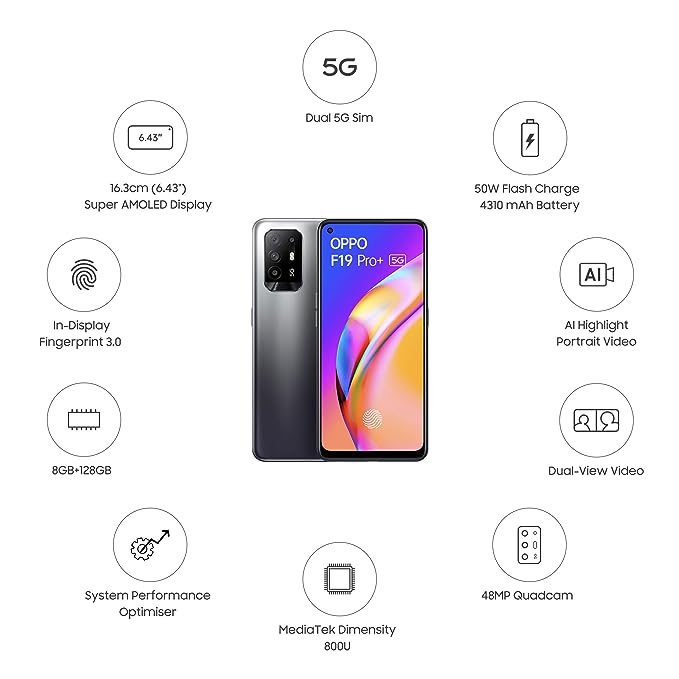 5G
Dual 5G Sim
6.43"
16.3cm (6.43")
Super AMOLED Display
50W Flash Charge
4310 mAh Battery
OPPO
F19 Pro+ 5G
5G
In-Display
Fingerprint 3.0
AI
AI Highlight
Portrait Video
8GB+128GB
Dual-View Video
System Performance
Optimiser
MediaTek Dimensity
800U
48MP Quadcam